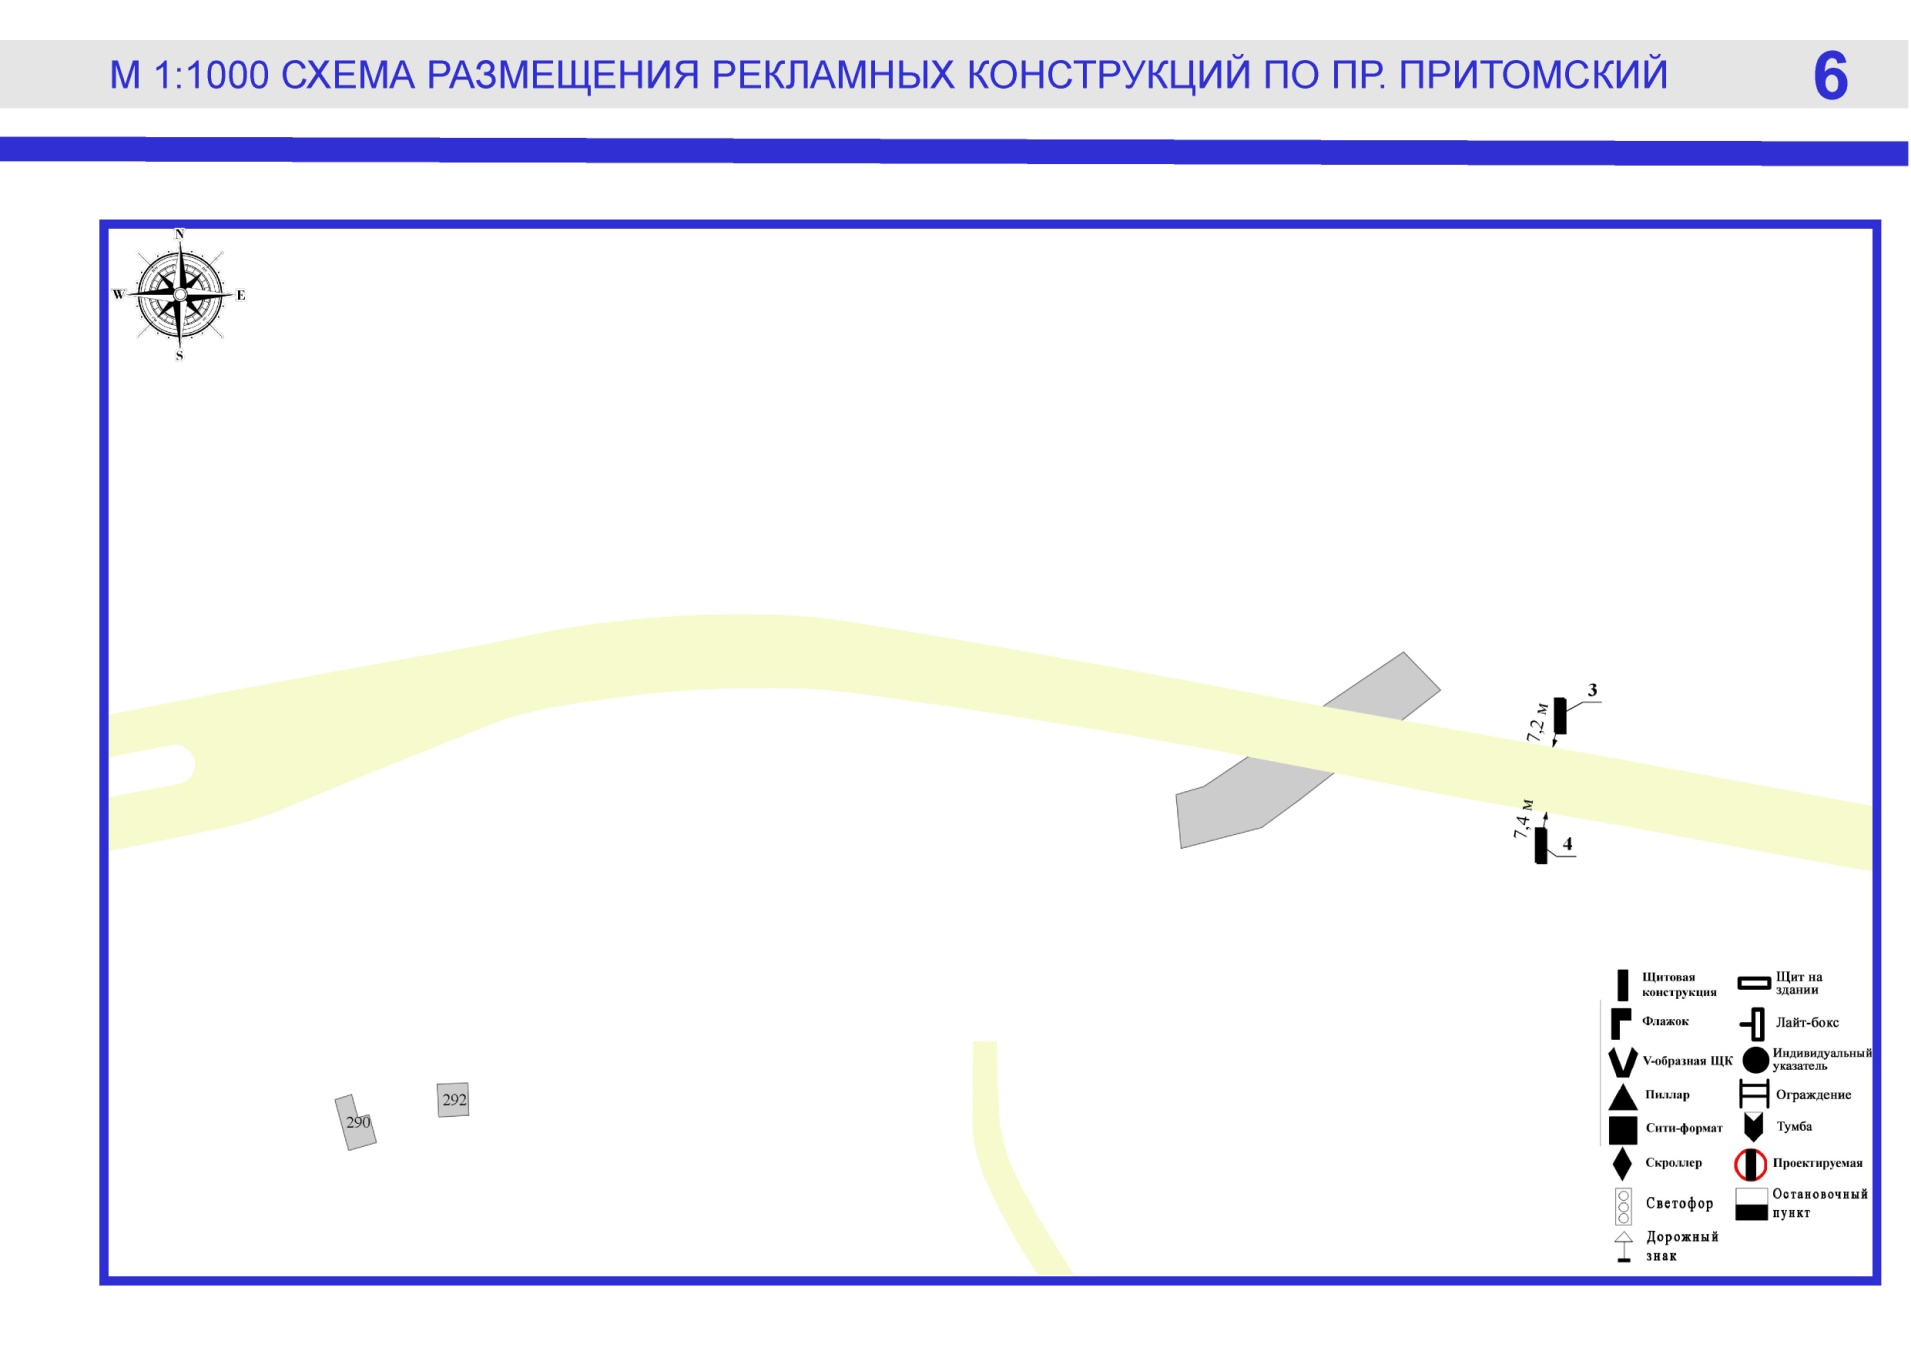 М 1:1000 СХЕМА РАЗМЕЩЕНИЯ РЕКЛАМНЫХ КОНСТРУКЦИЙ ПО ПР. ПРИТОМСКИЙ
6
N
W
E
S
3
7,2 м
7,4 м
4
290
292
Щитовая
конструкция
Щит на
здании
Флажок
Лайт-бокс
V-образная ЩК
Индивидуальный
указатель
Пиллар
Ограждение
Сити-формат
Тумба
Скроллер
Проектируемая
Светофор
Остановочный
пункт
Дорожный
знак